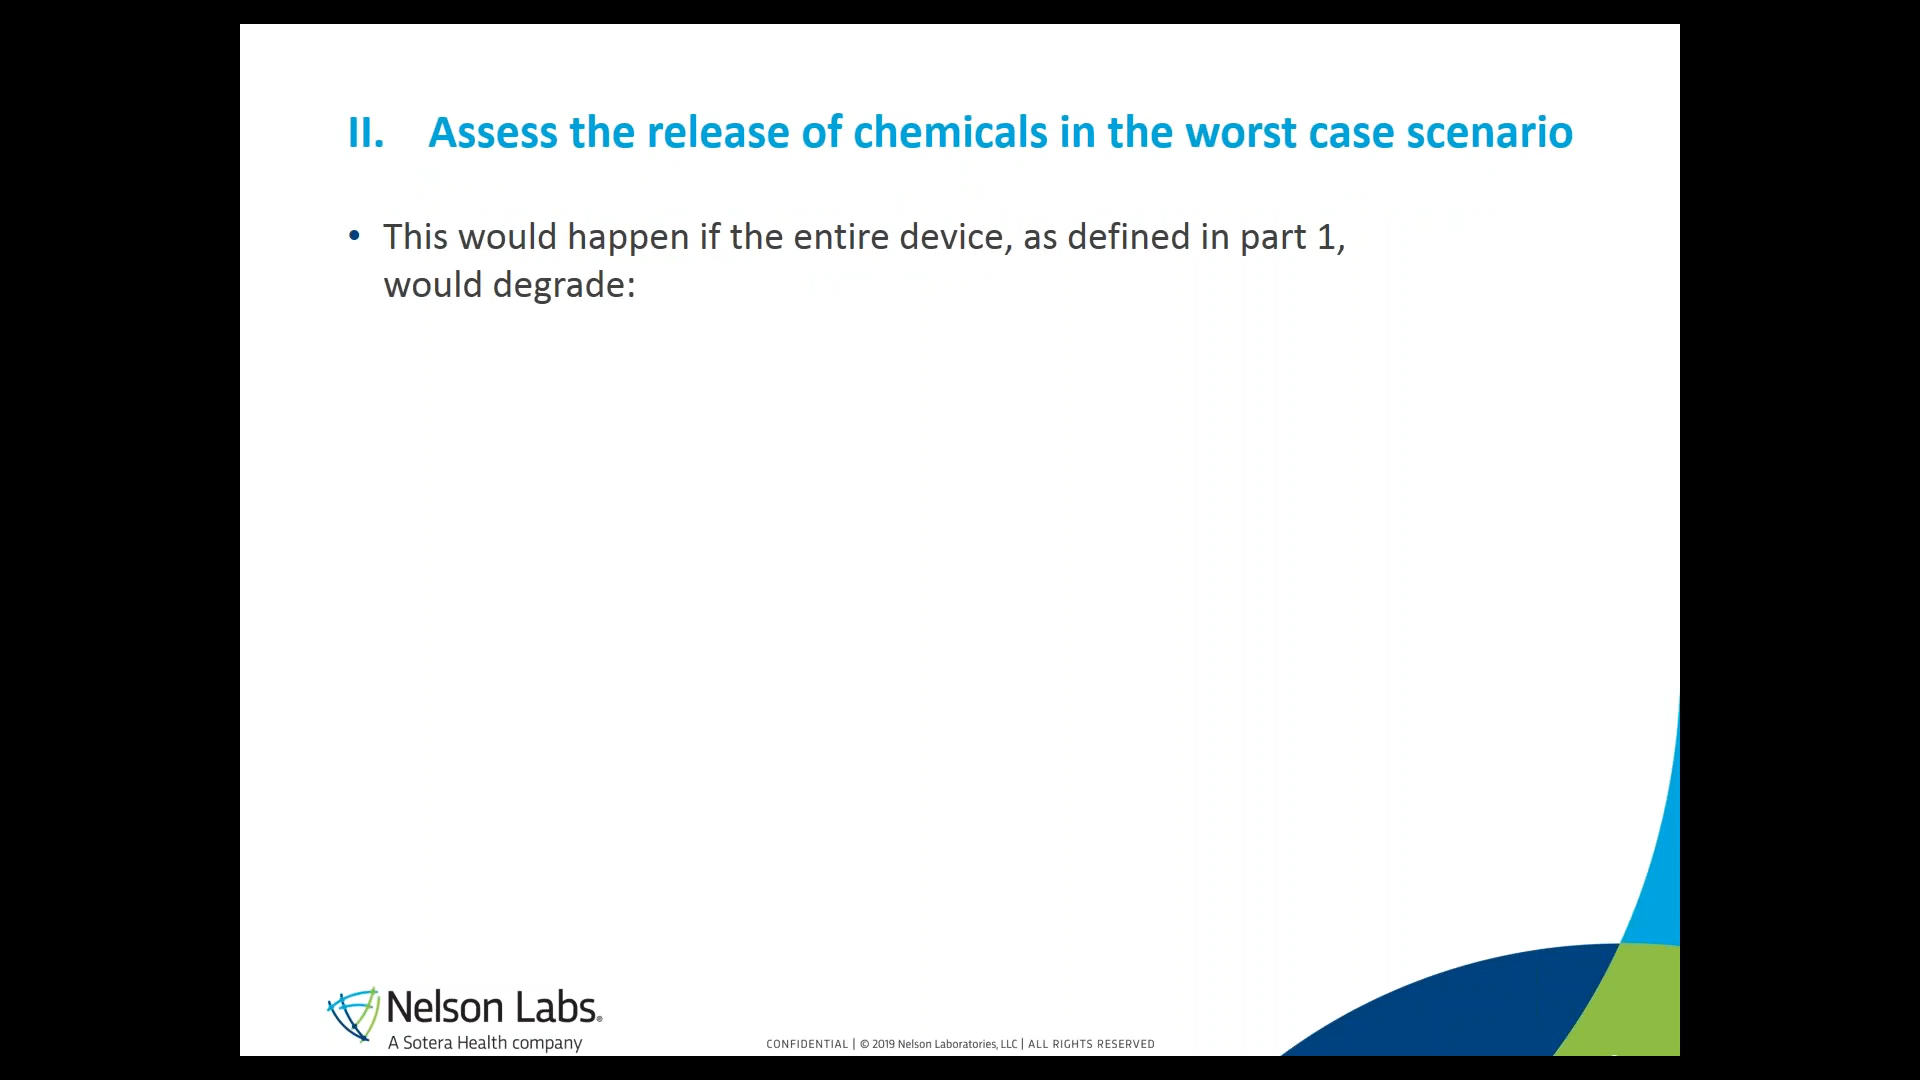 II. Assess the release of chemicals in the worst case scenario
• This would happen if the entire device, as defined in part 1,
would degrade:
Nelson Labs®
A Sotera Health company
CONFIDENTIAL | © 2019 Nelson Laboratories, LLC | ALL RIGHTS RESERVED